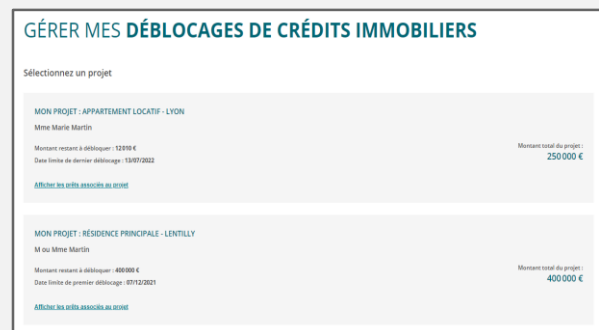 GÉRER MES DÉBLOCAGES DE CRÉDITS IMMOBILIERS
Sélectionnez un projet
MON PROJET : APPARTEMENT LOCATIF - LYON
Mme Marie Martin
Montant restant à débloquer : 12 010 €
Date limite de dernier déblocage : 13/07/2022
Afficher les prêts associés au projet
Montant total du projet :
250 000 €
MON PROJET : RÉSIDENCE PRINCIPALE - LENTILLY
M ou Mme Martin
Montant restant à débloquer : 400 000 €
Date limite de premier déblocage : 07/12/2021
Afficher les prêts associés au projet
Montant total du projet :
400 000 €